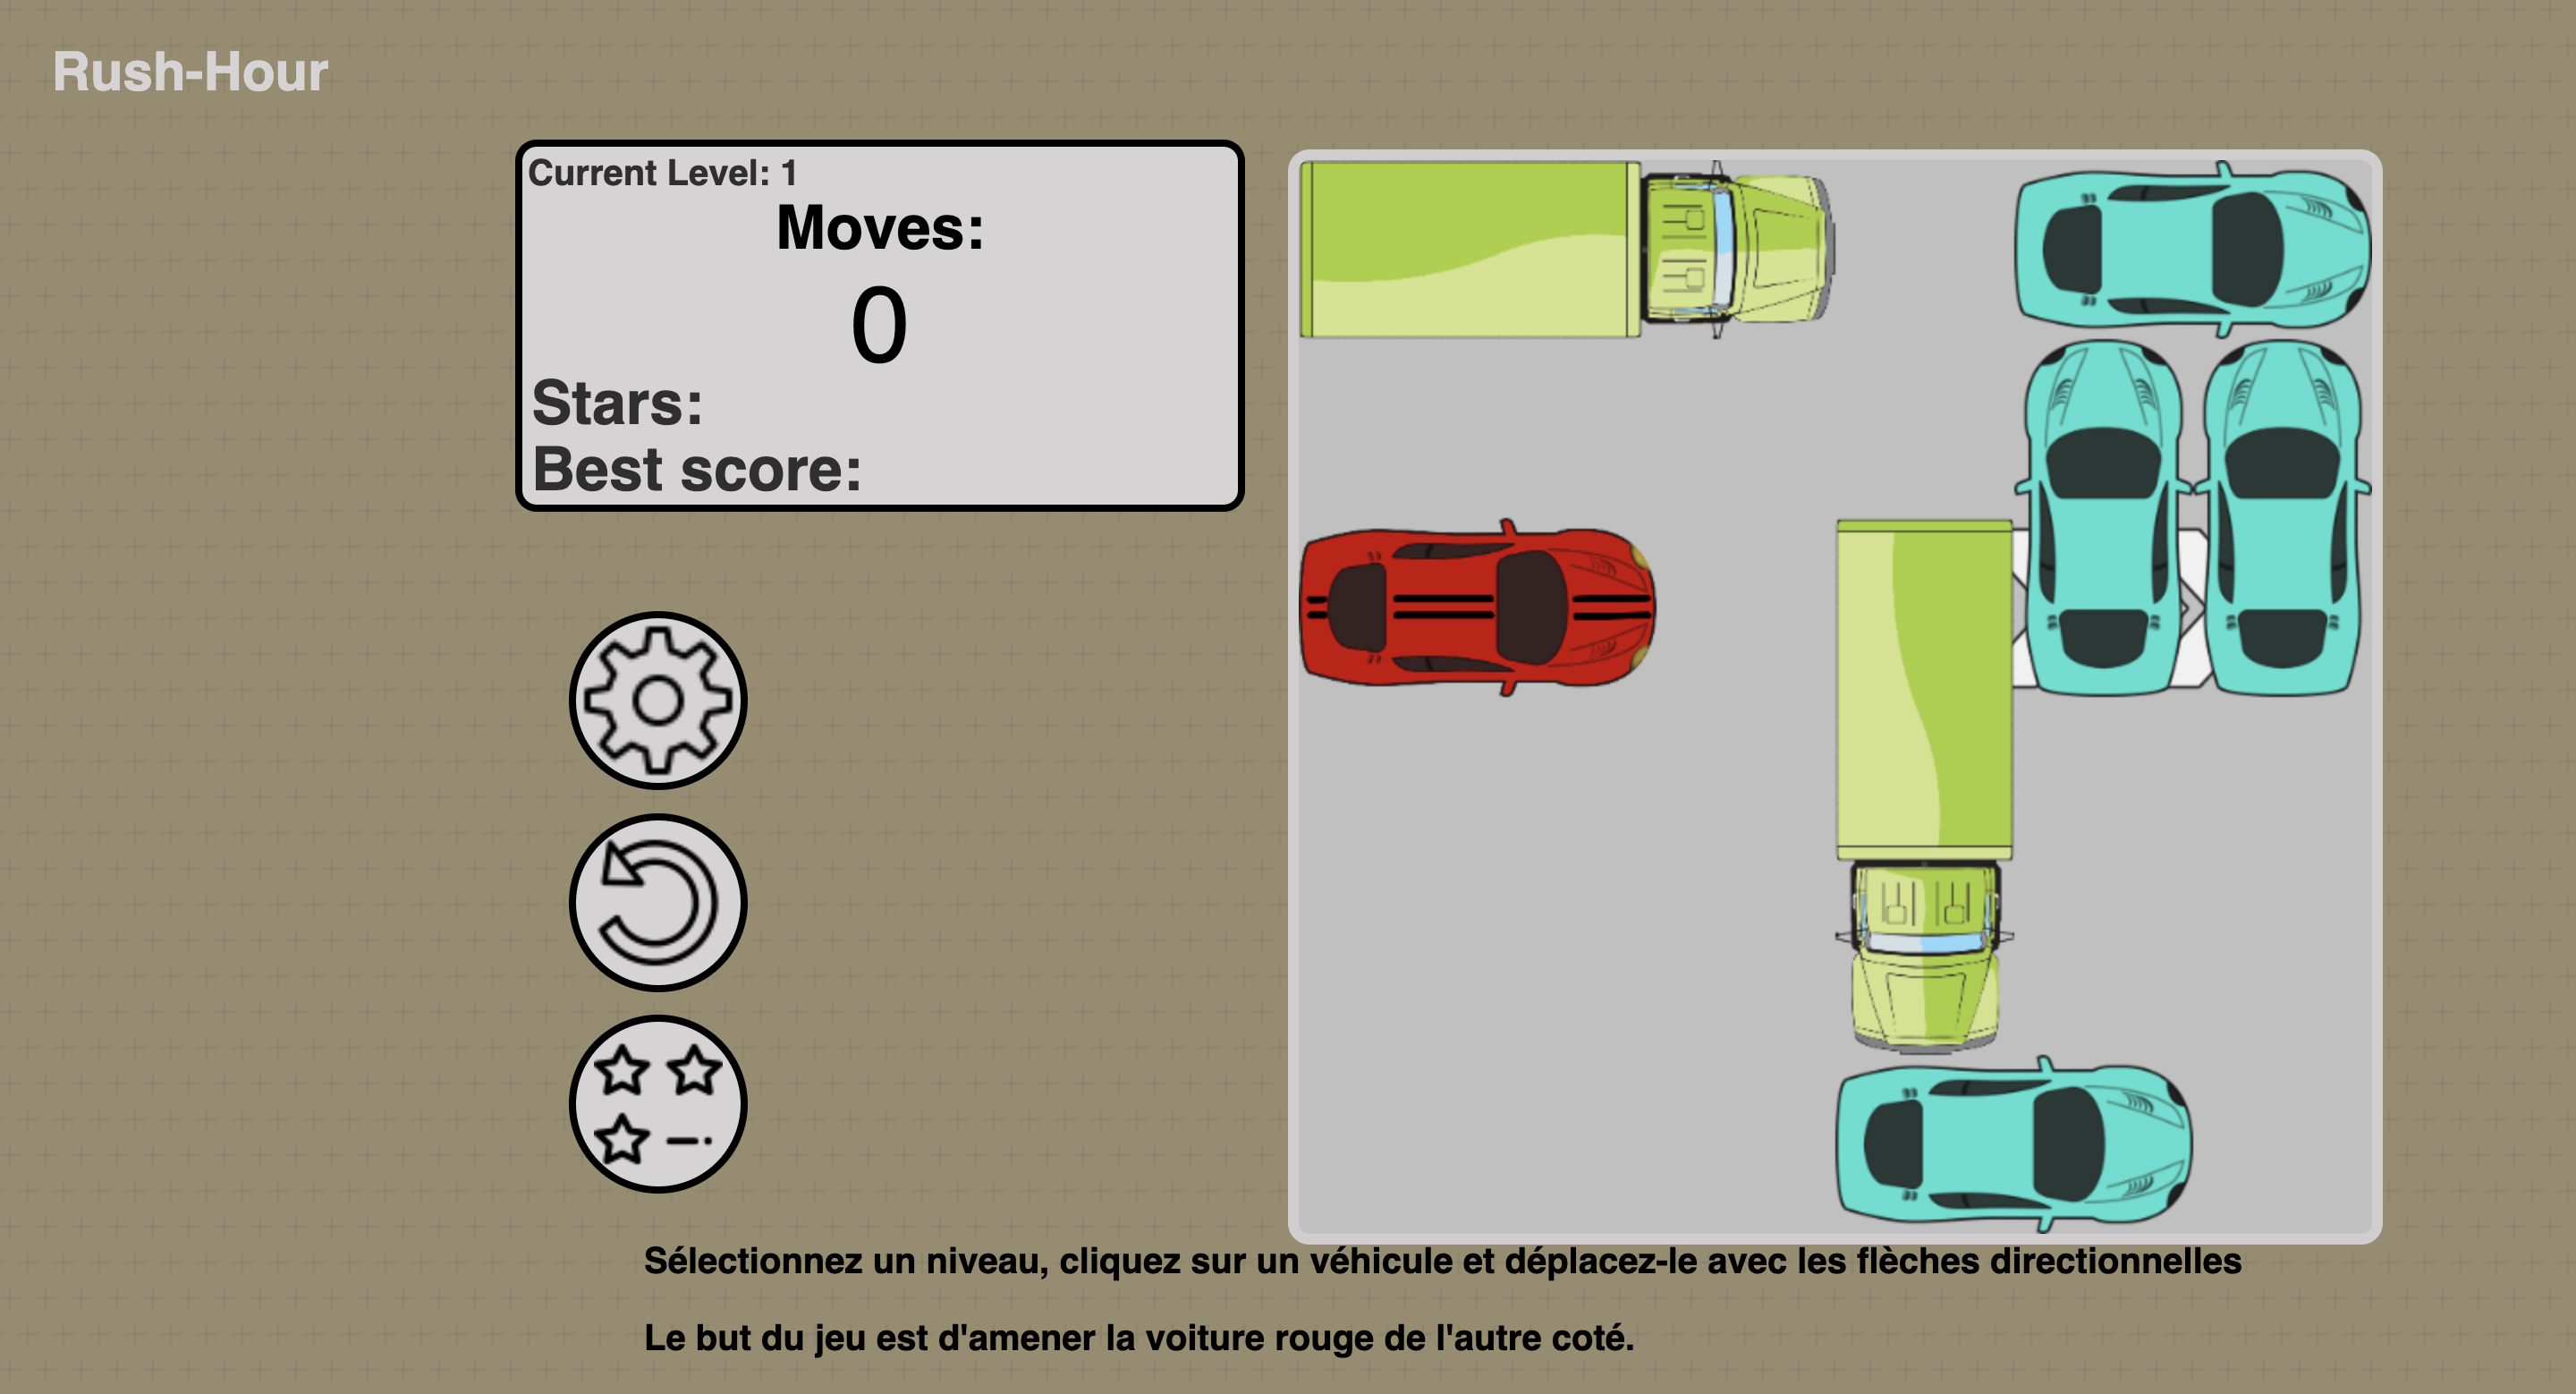 Rush-Hour
Current Level: 1
Moves:
0
Stars:
Best score:
Sélectionnez un niveau, cliquez sur un véhicule et déplacez-le avec les flèches directionnelles
Le but du jeu est d'amener la voiture rouge de l'autre coté.